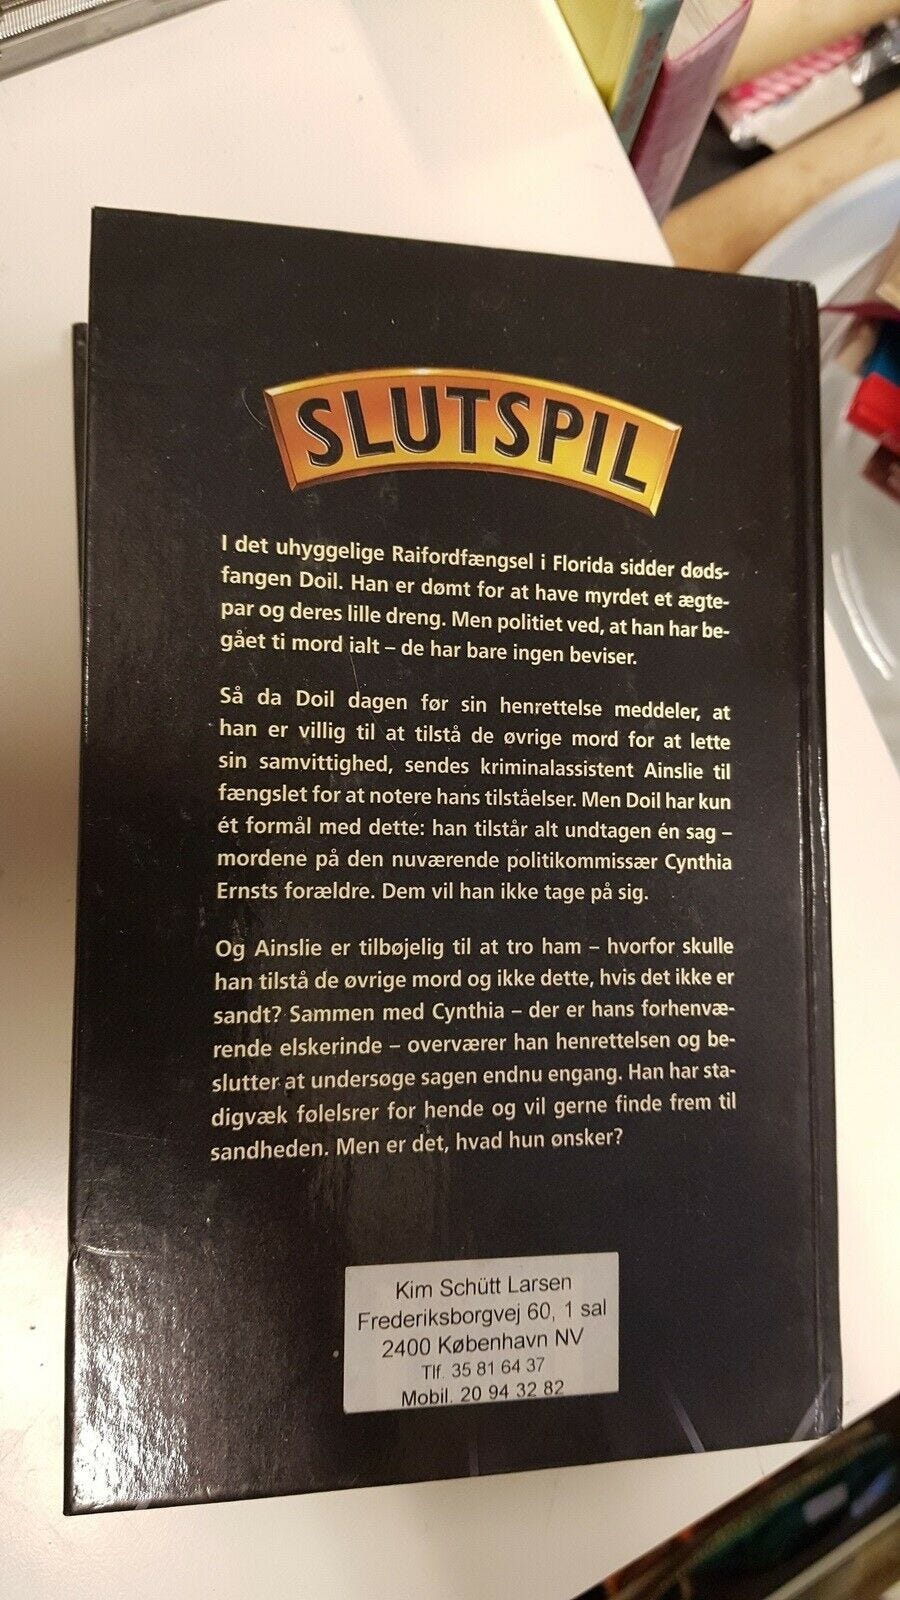 SLUTSPIL
I det uhyggelige Raifordfængsel i Florida sidder døds-
fangen Doil. Han er dømt for at have myrdet et ægte-
par og deres lille dreng. Men politiet ved, at han har be-
gået ti mord ialt – de har bare ingen beviser.
Så da Doil dagen før sin henrettelse meddeler, at
han er villig til at tilstå de øvrige mord for at lette
sin samvittighed, sendes kriminalassistent Ainslie til
fængslet for at notere hans tilståelser. Men Doil har kun
ét formål med dette: han tilstår alt undtagen én sag –
mordene på den nuværende politikommissær Cynthia
Ernsts forældre. Dem vil han ikke tage på sig.
Og Ainslie er tilbøjelig til at tro ham – hvorfor skulle
han tilstå de øvrige mord og ikke dette, hvis det ikke er
sandt? Sammen med Cynthia – der er hans forhenvæ-
rende elskerinde – overværer han henrettelsen og be-
slutter at undersøge sagen endnu engang. Han har sta-
digvæk følelsrer for hende og vil gerne finde frem til
sandheden. Men er det, hvad hun ønsker?
Kim Schütt Larsen
Frederiksborgvej 60, 1 sal
2400 København NV
Tlf. 35 81 64 37
Mobil. 20 94 32 82